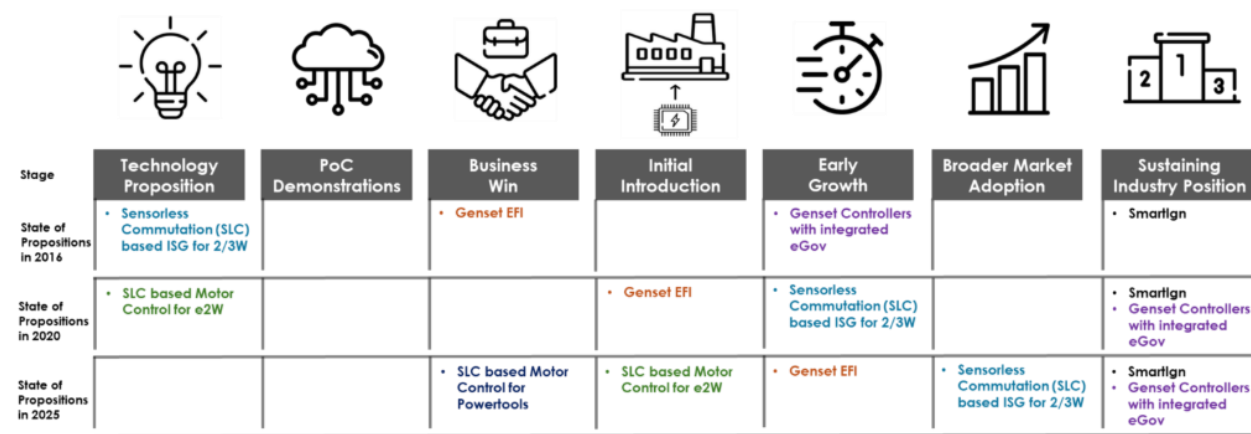 2
1
3
Stage
Technology
Proposition
PoC
Demonstrations
Business
Win
Initial
Introduction
Early
Growth
Broader Market
Adoption
Sustaining
Industry Position
State of
Propositions
in 2016
• Sensorless
Commutation (SLC)
based ISG for 2/3W
• Genset EFI
• Genset Controllers
with integrated
eGov
• SmartIgn
State of
Propositions
in 2020
• SLC based Motor
Control for e2W
• Genset EFI
• Sensorless
Commutation (SLC)
based ISG for 2/3W
• SmartIgn
• Genset Controllers
with integrated
eGov
State of
Propositions
in 2025
• SLC based Motor
Control for
Powertools
• SLC based Motor
Control for e2W
• Genset EFI
• Sensorless
Commutation (SLC)
based ISG for 2/3W
• SmartIgn
• Genset Controllers
with integrated
eGov